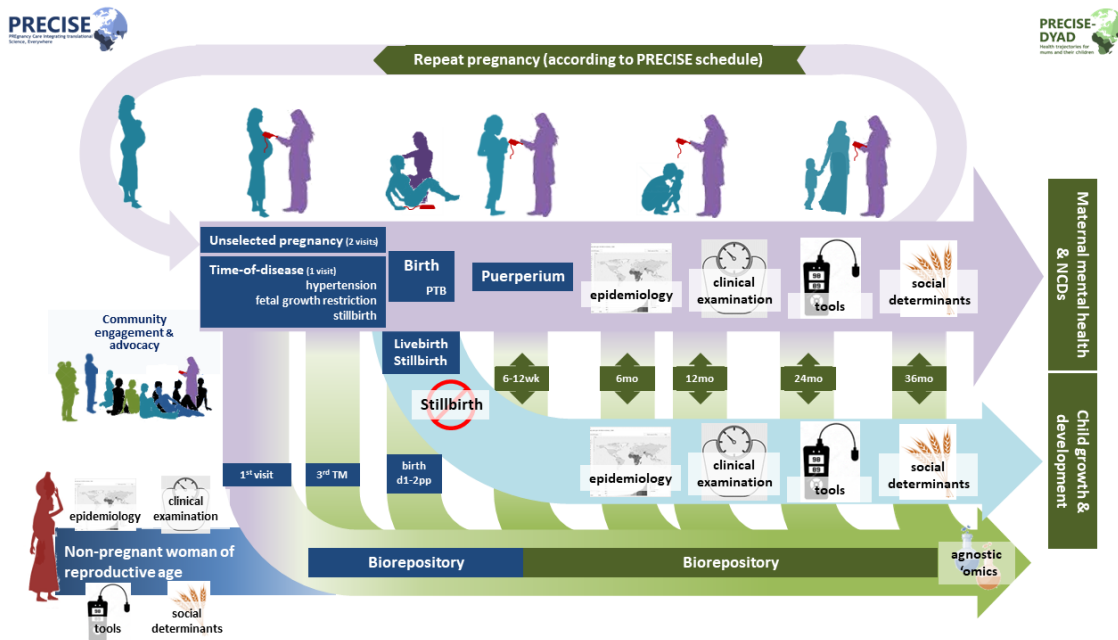 PRECISE
PREgnancy Care Integrating translational
Science, Everywhere
PRECISE-
DYAD
Health trajectories for
mums and their children
Repeat pregnancy (according to PRECISE schedule)
Unselected pregnancy (2 visits)
Time-of-disease (1 visit)
hypertension
fetal growth restriction
stillbirth
Birth
PTB
Puerperium
epidemiology
clinical
examination
tools
social
determinants
Maternal mental health
& NCDs
Community
engagement &
advocacy
Livebirth
Stillbirth
6-12wk
6mo
12mo
24mo
36mo
Stillbirth
epidemiology
clinical
examination
98
90
tools
social
determinants
Child growth &
development
1st visit
3rd TM
birth
d1-2pp
epidemiology
clinical
examination
Non-pregnant woman of
reproductive age
tools
social
determinants
Biorepository
Biorepository
agnostic
‘omics